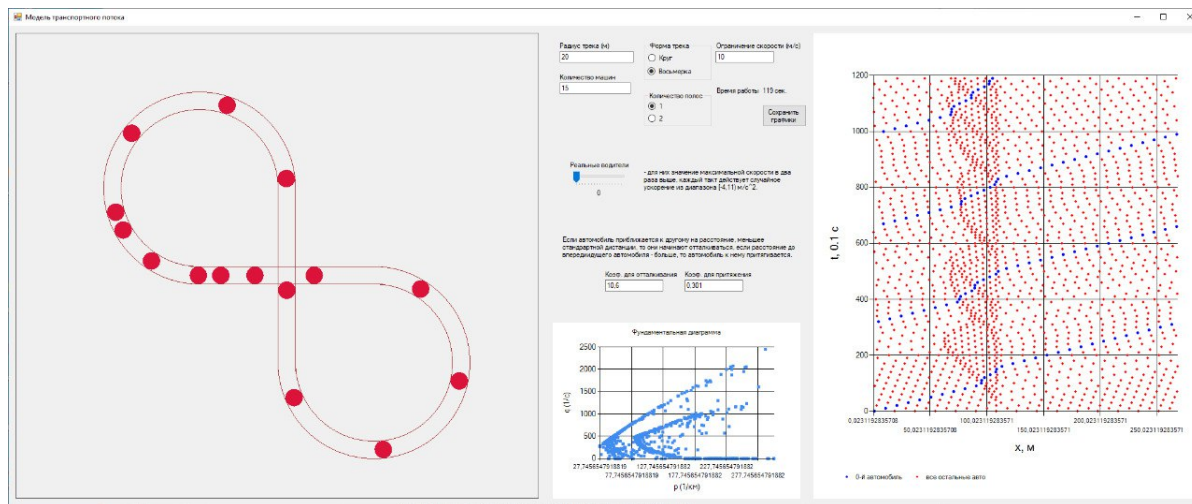 Модель транспортного потока
Радиус трека (м)
20
Количество машин
15
Форма трека
Круг
Восьмерка
Количество полос
1
2
Ограничение скорости (м/с)
10
Время работы 119 сек.
Сохранить
графики
Реальные водители
0
- для них значение максимальной скорости в два
раза выше, каждый такт действует случайное
ускорение из диапазона [-4,11) м/с^2.
Если автомобиль приближается к другому на расстояние, меньшее
стандартной дистанции, то они начинают отталкиваться, если расстояние до
впередиидущего автомобиля - больше, то автомобиль к нему притягивается.
Коэф. для отталкивания
10,6
Коэф. для притяжения
0.301
Фундаментальная диаграмма
2500
2000
1500
1000
500
0
q (1/с)
27,7456547918819 127,745654791882 227,745654791882
77,7456547918819 177,745654791882 277,745654791882
p (1/км)
1200
1000
800
600
400
200
0
t, 0.1 c
0,0231192835708 100,023119283571 200,023119283571
50,0231192835708 150,023119283571 250,023119283571
x, м
0-й автомобиль все остальные авто